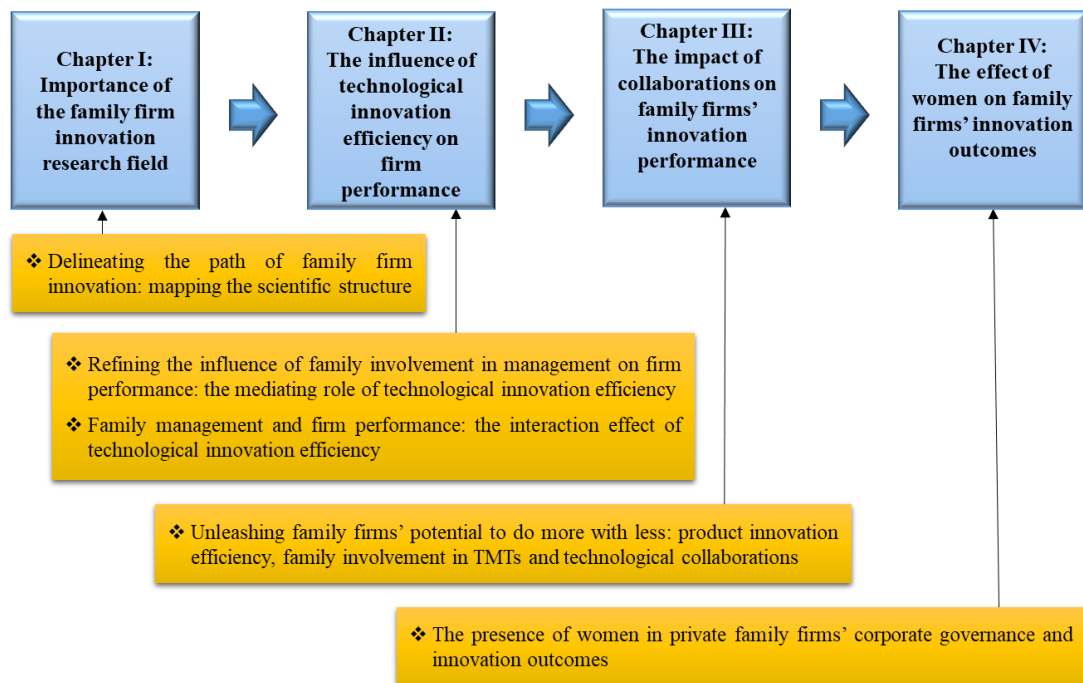 Chapter I:
Importance of
the family firm
innovation
research field
Chapter II:
The influence of
technological
innovation
efficiency on
firm
performance
Chapter III:
The impact of
collaborations on
family firms’
innovation
performance
Chapter IV:
The effect of
women on family
firms’ innovation
outcomes
❖ Delineating the path of family firm
innovation: mapping the scientific structure
❖ Refining the influence of family involvement in management on firm
performance: the mediating role of technological innovation efficiency
❖ Family management and firm performance: the interaction effect of
technological innovation efficiency
❖ Unleashing family firms’ potential to do more with less: product innovation
efficiency, family involvement in TMTs and technological collaborations
❖ The presence of women in private family firms’ corporate governance and
innovation outcomes